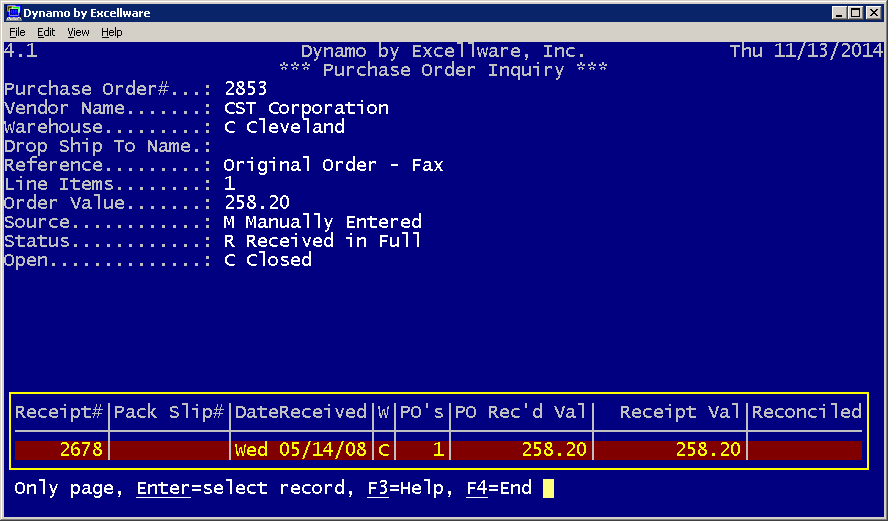 Dynamo by Excellware
File Edit View Help
4.1 Dynamo by Excellware, Inc. Thu 11/13/2014
*** Purchase Order Inquiry ***
Purchase Order#...: 2853
Vendor Name.......: CST Corporation
Warehouse.........: C Cleveland
Drop Ship To Name.:
Reference.........: Original Order - Fax
Line Items........: 1
Order Value.......: 258.20
Source............: M Manually Entered
Status............: R Received in Full
Open..............: C Closed
Receipt#|Pack Slip#|DateReceived|W|PO's|PO Rec'd Val| Receipt Val|Reconciled
2678| |Wed 05/14/08|C| 1| 258.20| 258.20|
Only page, Enter=select record, F3=Help, F4=End